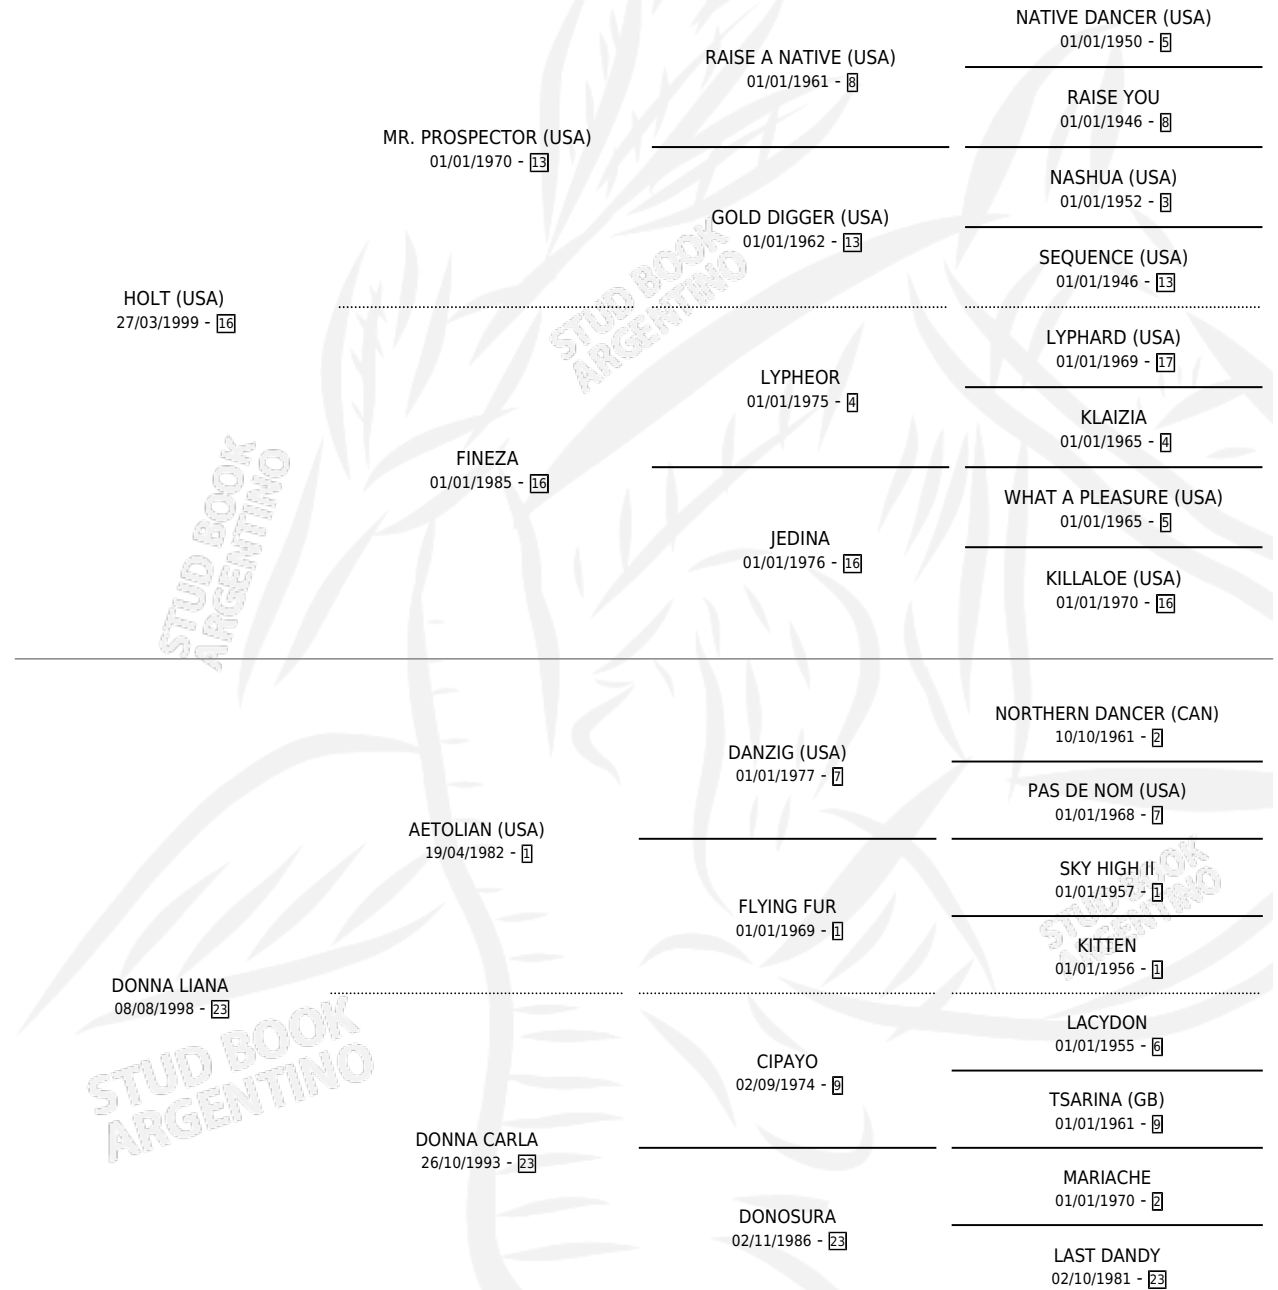 NATIVE DANCER (USA)
01/01/1950 - 5
RAISE A NATIVE (USA)
01/01/1961 - 8
RAISE YOU
01/01/1946 - 8
MR. PROSPECTOR (USA)
01/01/1970 - 13
NASHUA (USA)
01/01/1952 - 3
GOLD DIGGER (USA)
01/01/1962 - 13
SEQUENCE (USA)
01/01/1946 - 13
HOLT (USA)
27/03/1999 - 16
STUD BOOK
ARGENTINO
LYPHARD (USA)
01/01/1969 - 17
LYPHEOR
01/01/1975 - 4
KLAIZIA
01/01/1965 - 4
FINEZA
01/01/1985 - 16
STUD BOOK
ARGENTINO
WHAT A PLEASURE (USA)
01/01/1965 - 5
JEDINA
01/01/1976 - 16
KILLALOE (USA)
01/01/1970 - 16
NORTHERN DANCER (CAN)
10/10/1961 - 2
DANZIG (USA)
01/01/1977 - 7
PAS DE NOM (USA)
01/01/1968 - 7
AETOLIAN (USA)
19/04/1982 - 1
SKY HIGH II
01/01/1957 - 1
STUD BOOK
ARGENTINO
FLYING FUR
01/01/1969 - 1
KITTEN
01/01/1956 - 1
DONNA LIANA
08/08/1998 - 23
STUD BOOK
ARGENTINO
LACYDON
01/01/1955 - 6
CIPAYO
02/09/1974 - 9
TSARINA (GB)
01/01/1961 - 9
DONNA CARLA
26/10/1993 - 23
MARIACHE
01/01/1970 - 2
DONOSURA
02/11/1986 - 23
LAST DANDY
02/10/1981 - 23